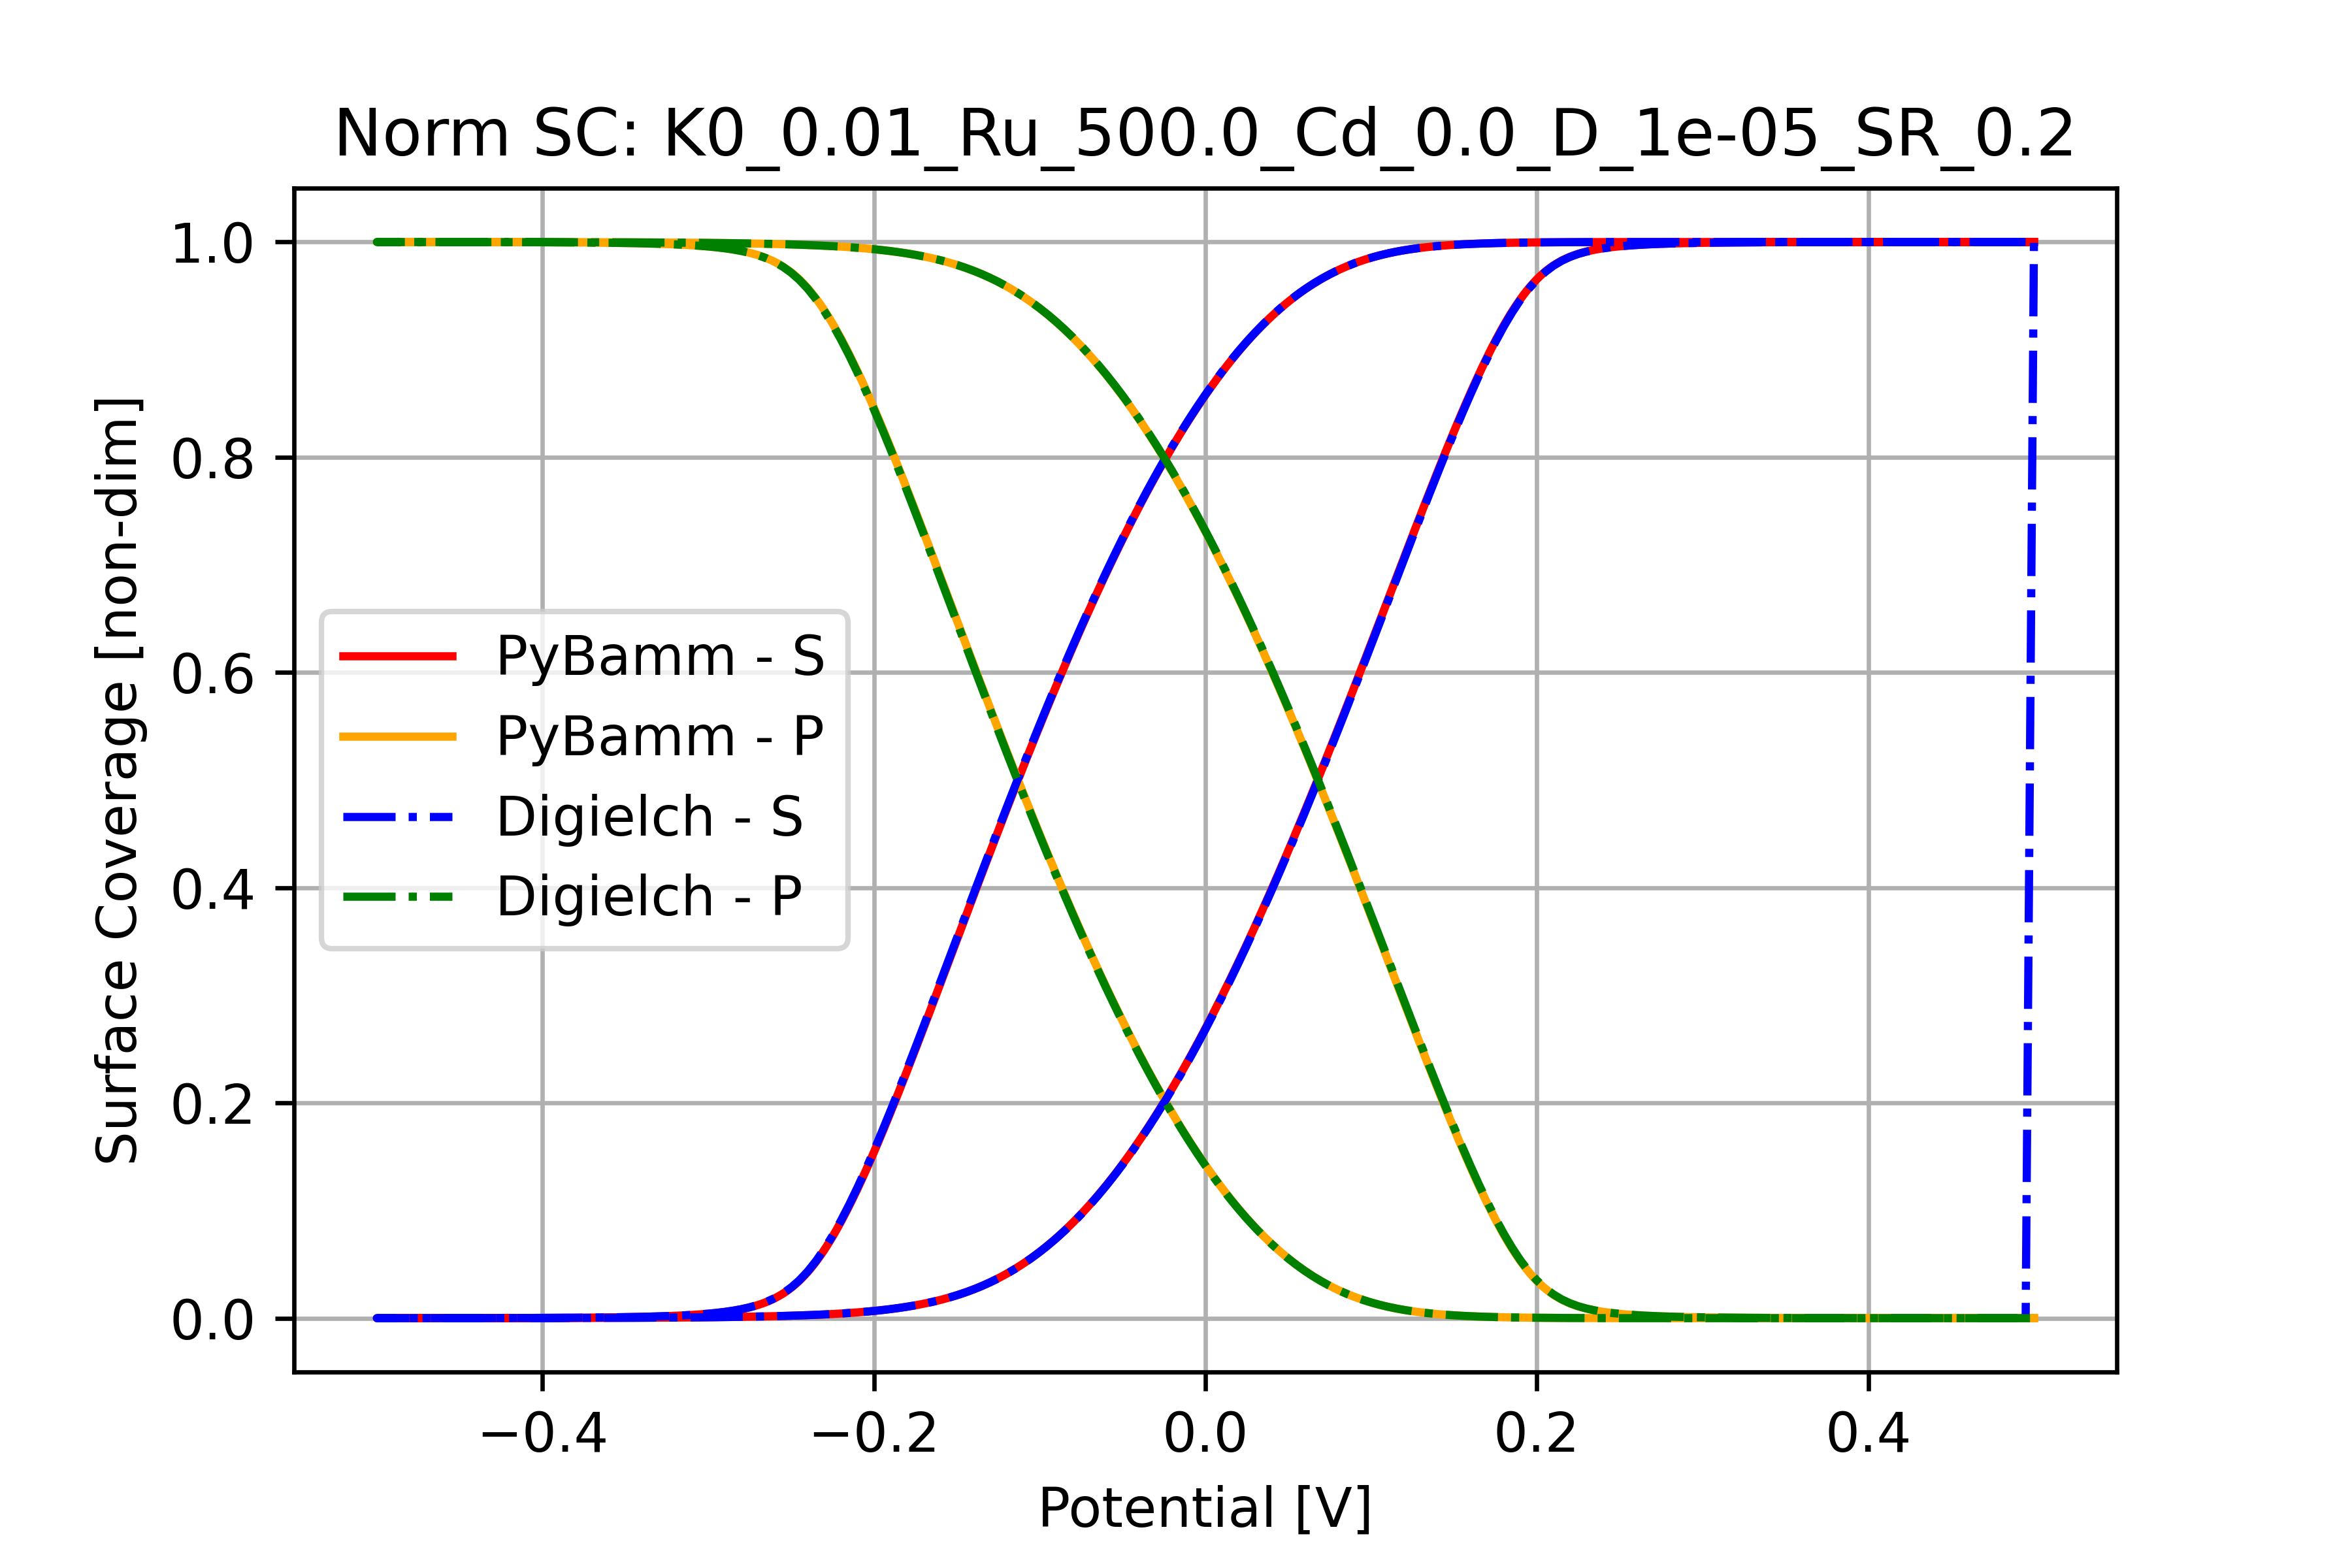 Norm SC: K0_0.01_Ru_500.0_Cd_0.0_D_1e-05_SR_0.2
Surface Coverage [non-dim]
1.0
0.8
0.6
0.4
0.2
0.0
PyBamm - S
PyBamm - P
Digielch - S
Digielch - P
−0.4 −0.2 0.0 0.2 0.4
Potential [V]